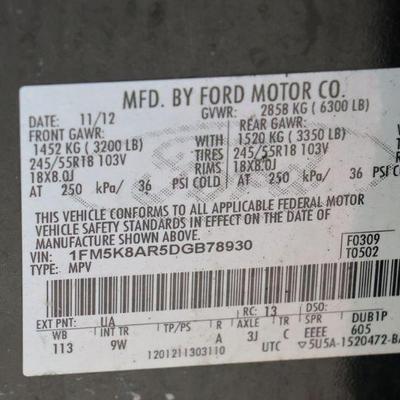 MFD. BY FORD MOTOR CO.
DATE: 11/12 GVWR: 2858 KG ( 6300 LB)
FRONT GAWR: REAR GAWR:
1452 KG ( 3200 LB) WITH 1520 KG ( 3350 LB)
245/55R18 103V TIRES 245/55R18 103V
18X8.0J RIMS 18X8.0J
AT 250 kPa/ 36 PSI COLD AT 250 kPa/ 36 PSI CO
THIS VEHICLE CONFORMS TO ALL APPLICABLE FEDERAL MOTOR
VEHICLE SAFETY STANDARDS IN EFFECT ON THE DATE OF
MANUFACTURE SHOWN ABOVE.
VIN: 1FM5K8AR5DGB78930 F0309
TYPE: MPV T0502
EXT PNT: UA RC: 13 DSO:
WB INT TR TP/PS R AXLE TR SPR DUB1P
113 9W A 3J C EEEE 605
1201211303110 UTC ▽5U5A-1520472-BA